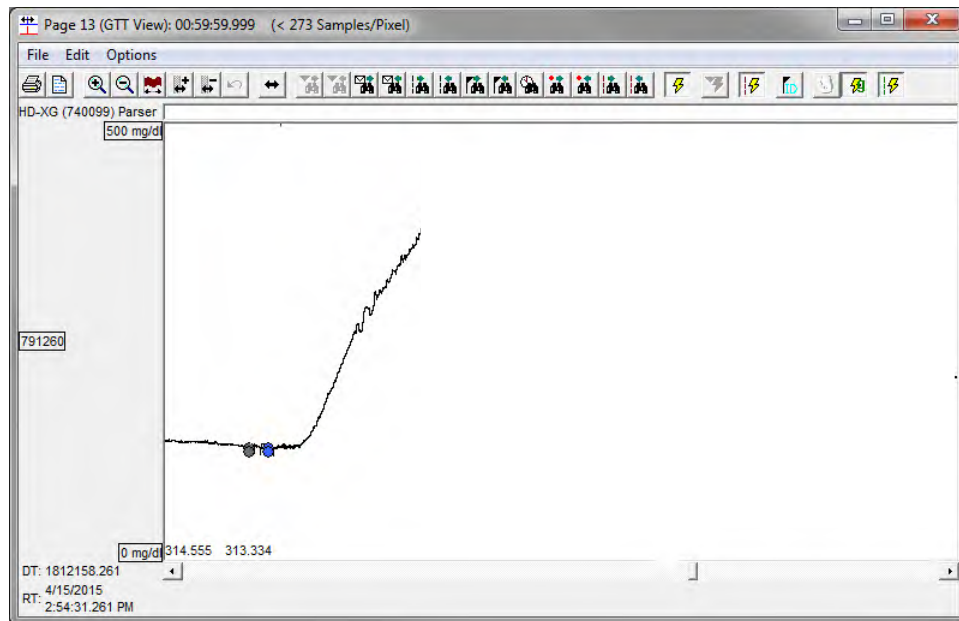 Page 13 (GTT View): 00:59:59.999 (< 273 Samples/Pixel)
File Edit Options
ID
HD-XG (740099) Parser
500 mg/dl
791260
0 mg/dl 314.555 313.334
DT: 1812158.261
RT: 4/15/2015
2:54:31.261 PM